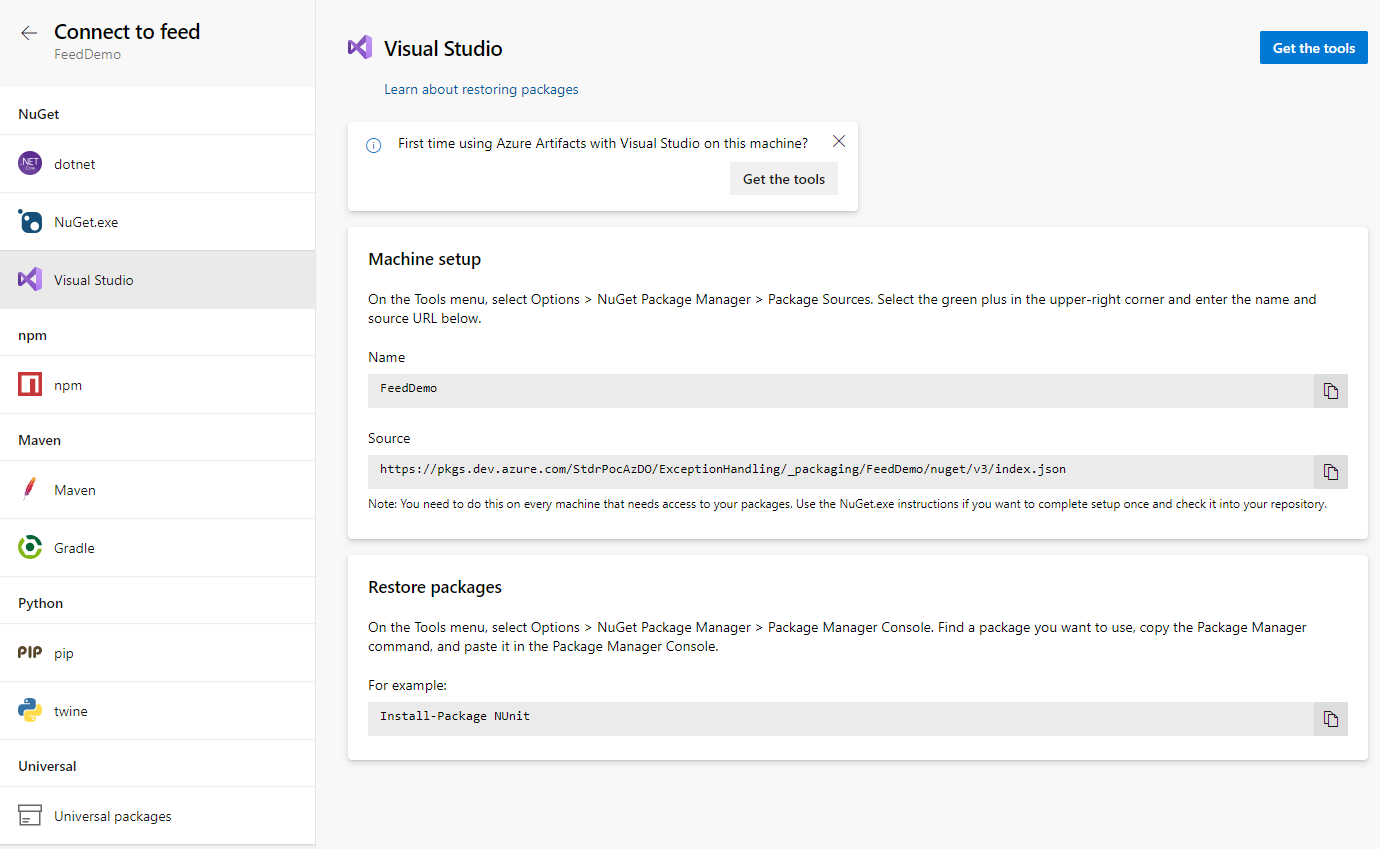 Connect to feed
FeedDemo
NuGet
.NET
Core
dotnet
NuGet.exe
Visual Studio
npm
npm
Maven
Maven
Gradle
Python
PIP
pip
twine
Universal
Universal packages
Visual Studio
Get the tools
Learn about restoring packages
First time using Azure Artifacts with Visual Studio on this machine?
Get the tools
Machine setup
On the Tools menu, select Options > NuGet Package Manager > Package Sources. Select the green plus in the upper-right corner and enter the name and
source URL below.
Name
FeedDemo
Source
https://pkgs.dev.azure.com/StdrPocAzDO/ExceptionHandling/_packaging/FeedDemo/nuget/v3/index.json
Note: You need to do this on every machine that needs access to your packages. Use the NuGet.exe instructions if you want to complete setup once and check it into your repository.
Restore packages
On the Tools menu, select Options > NuGet Package Manager > Package Manager Console. Find a package you want to use, copy the Package Manager
command, and paste it in the Package Manager Console.
For example:
Install-Package NUnit